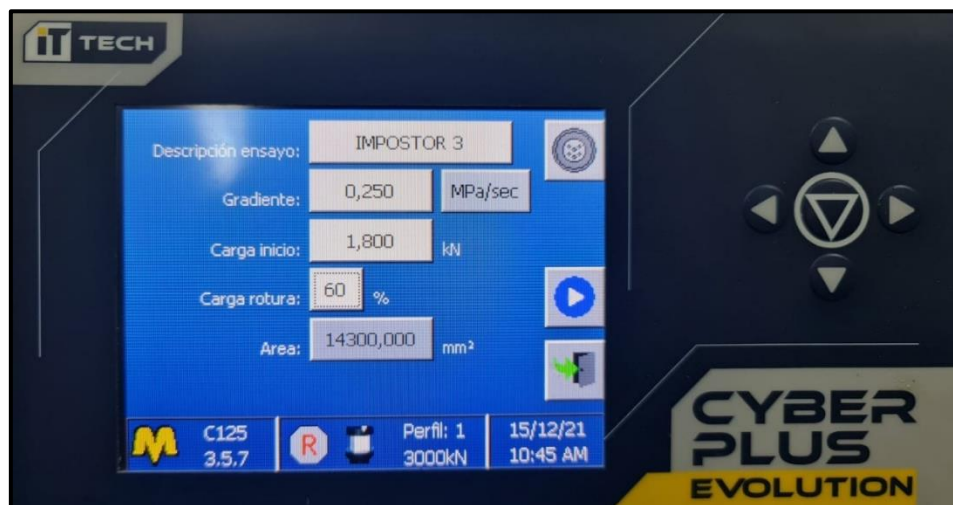 iT TECH
Descripción ensayo: IMPOSTOR 3
Gradiente: 0,250 MPa/sec
Carga inicio: 1,800 kN
Carga rotura: 60 %
Area: 14300,000 mm²
C125
3.5.7
R
Perfil: 1
3000kN
15/12/21
10:45 AM
CYBER
PLUS
EVOLUTION